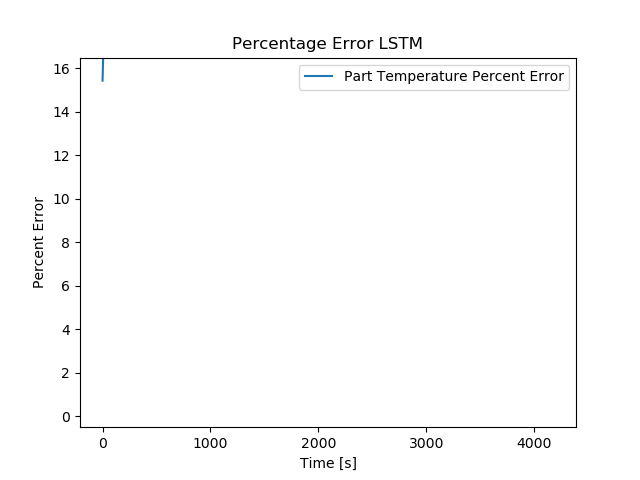 Percentage Error LSTM
Part Temperature Percent Error
16
14
12
10
8
6
4
2
0
Percent Error
0 1000 2000 3000 4000
Time [s]